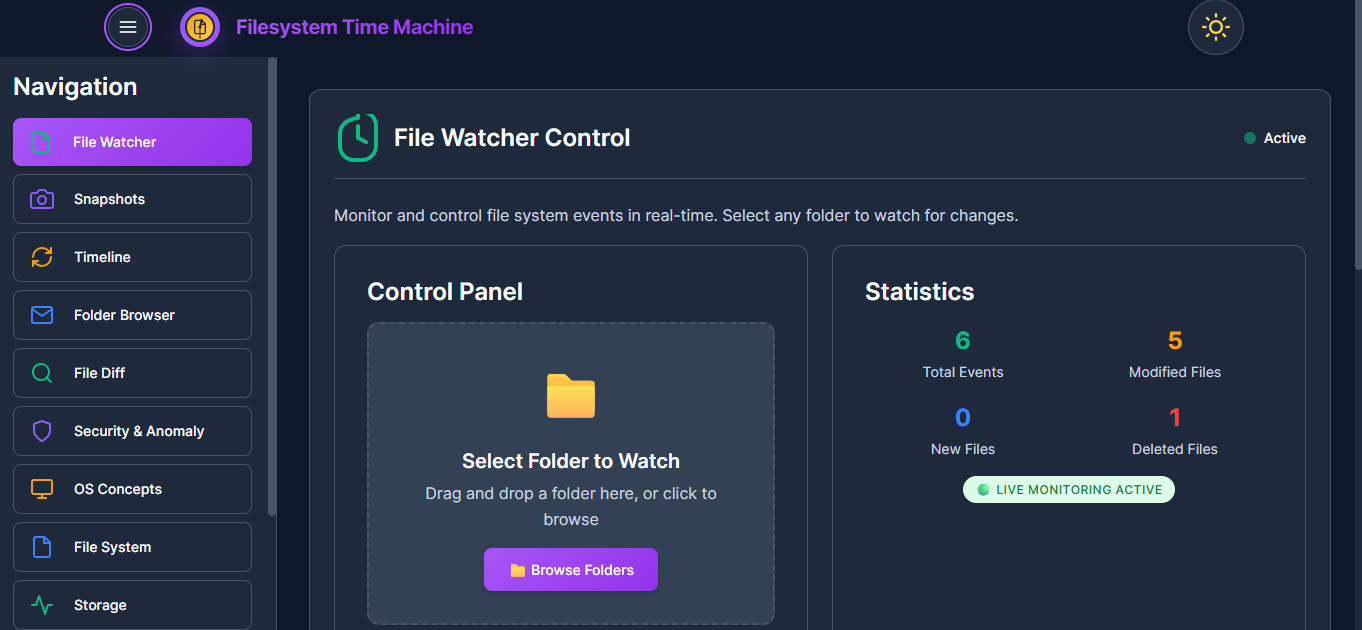 Filesystem Time Machine
Navigation
File Watcher
Snapshots
Timeline
Folder Browser
File Diff
Security & Anomaly
OS Concepts
File System
Storage
File Watcher Control
Active
Monitor and control file system events in real-time. Select any folder to watch for changes.
Control Panel
Select Folder to Watch
Drag and drop a folder here, or click to
browse
Browse Folders
Statistics
6
Total Events
5
Modified Files
0
New Files
1
Deleted Files
LIVE MONITORING ACTIVE